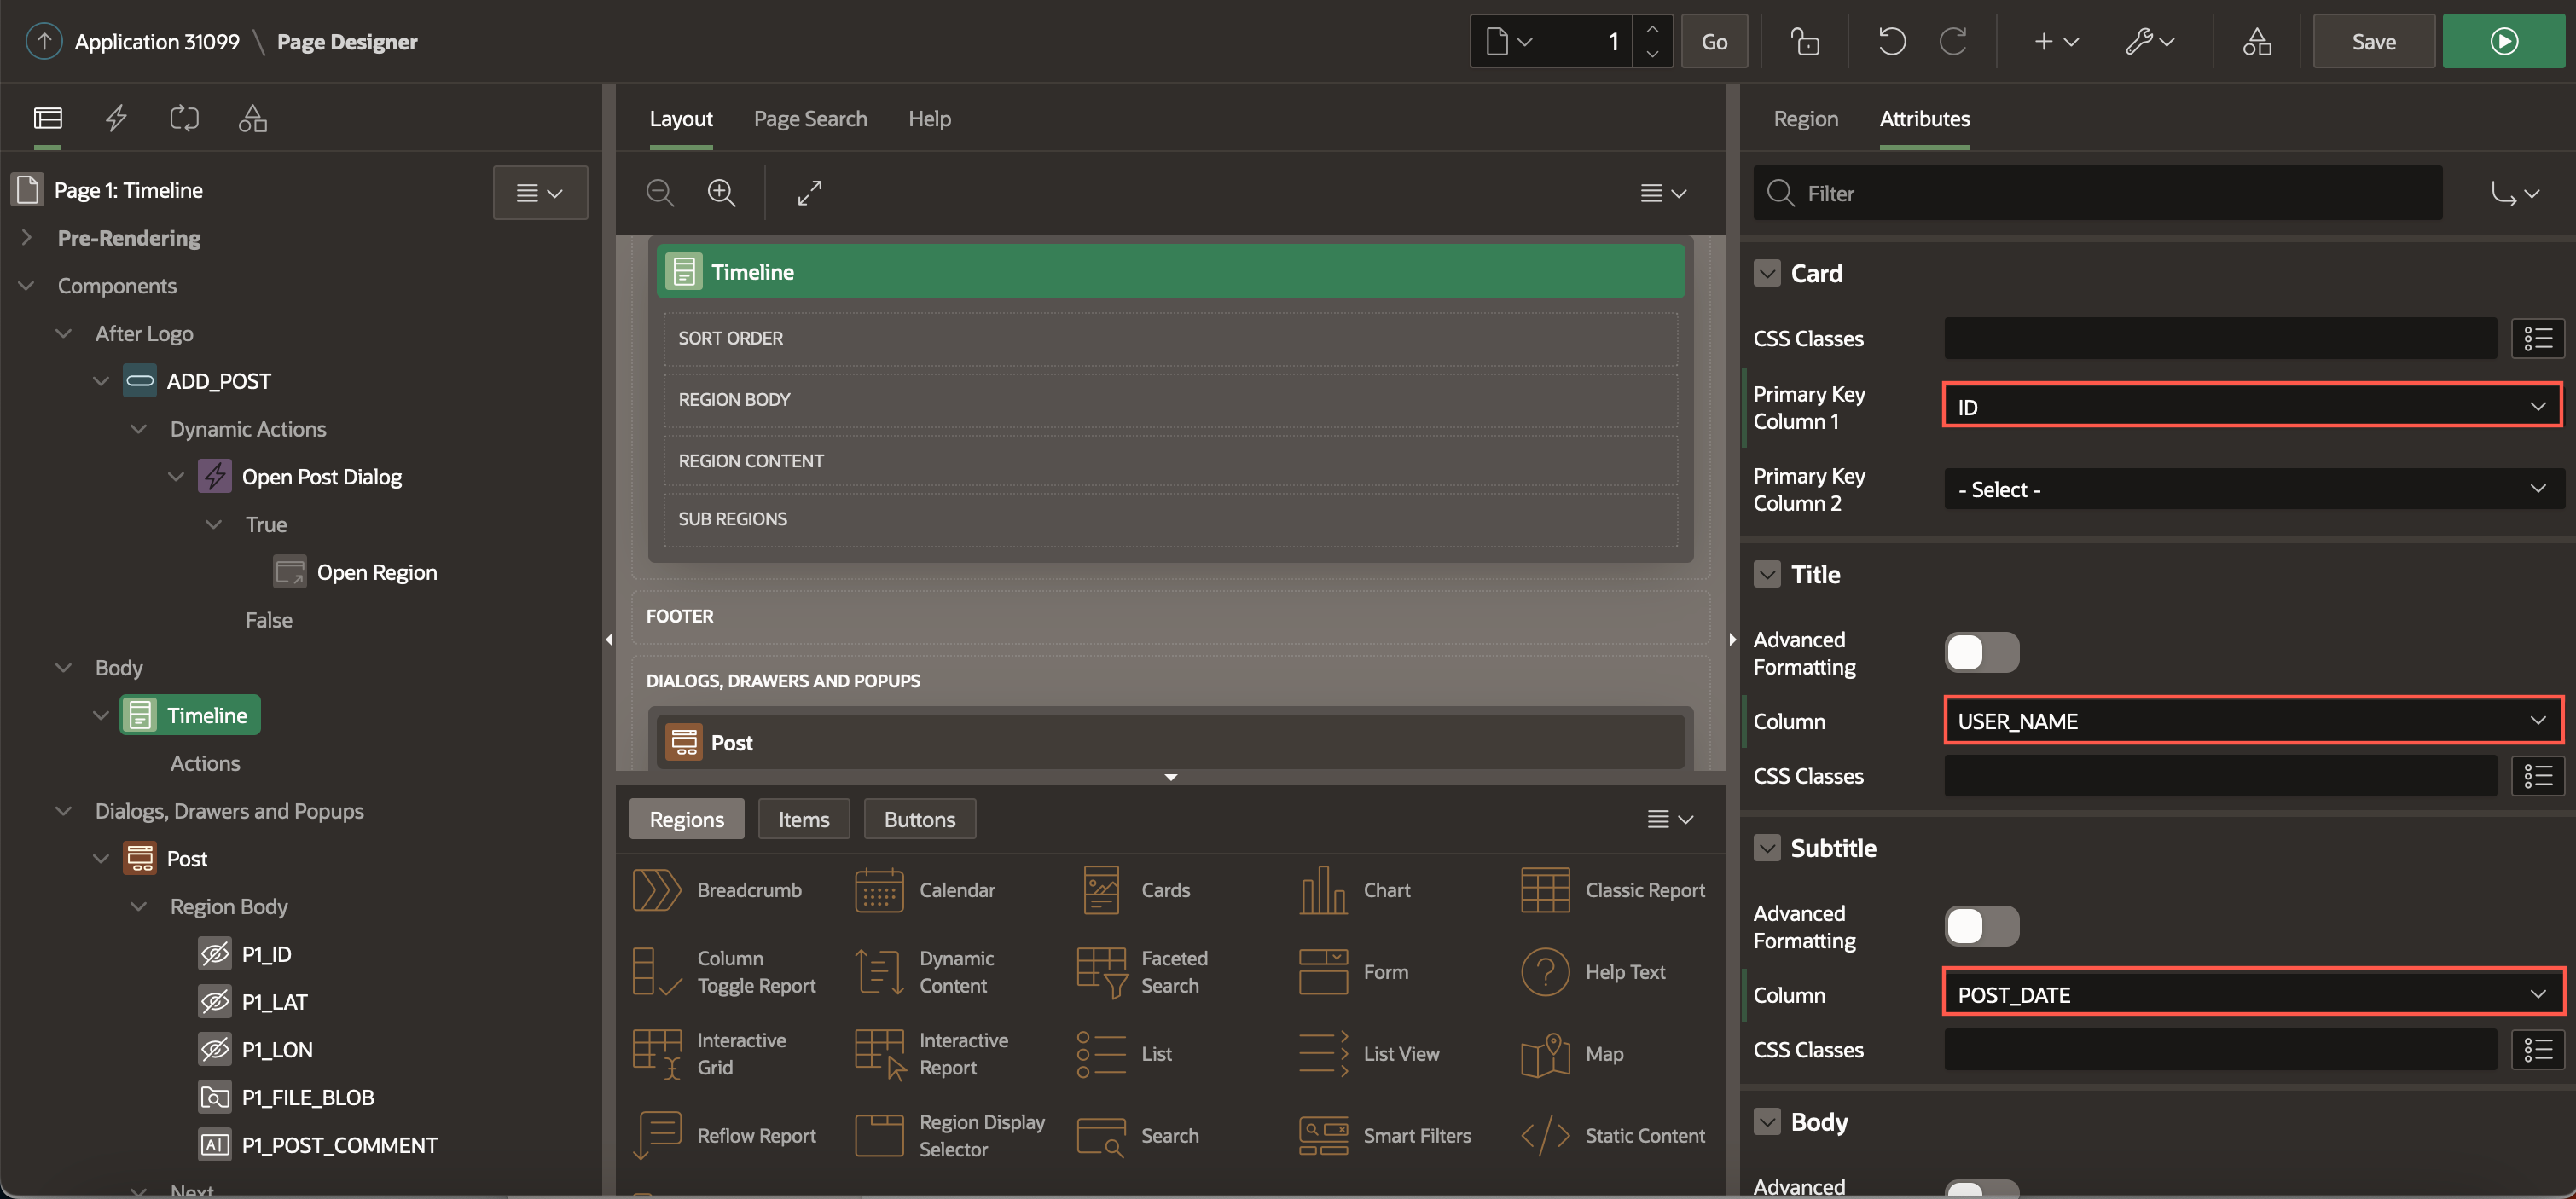 Application 31099 \ Page Designer
1
Go
Save
Page 1: Timeline
Pre-Rendering
Components
After Logo
ADD_POST
Dynamic Actions
Open Post Dialog
True
Open Region
False
Body
Timeline
Actions
Dialogs, Drawers and Popups
Post
Region Body
P1_ID
P1_LAT
P1_LON
P1_FILE_BLOB
P1_POST_COMMENT
Next
Layout
Page Search
Help
Timeline
SORT ORDER
REGION BODY
REGION CONTENT
SUB REGIONS
FOOTER
DIALOGS, DRAWERS AND POPUPS
Post
Regions
Items
Buttons
Breadcrumb
Calendar
Cards
Chart
Classic Report
Column
Toggle Report
Dynamic
Content
Faceted
Search
Form
Help Text
Interactive
Grid
Interactive
Report
List
List View
Map
Reflow Report
Region Display
Selector
Search
Smart Filters
Static Content
Region
Attributes
Filter
Card
CSS Classes
Primary Key
Column 1
ID
Primary Key
Column 2
- Select -
Title
Advanced
Formatting
Column
USER_NAME
CSS Classes
Subtitle
Advanced
Formatting
Column
POST_DATE
CSS Classes
Body
Advanced